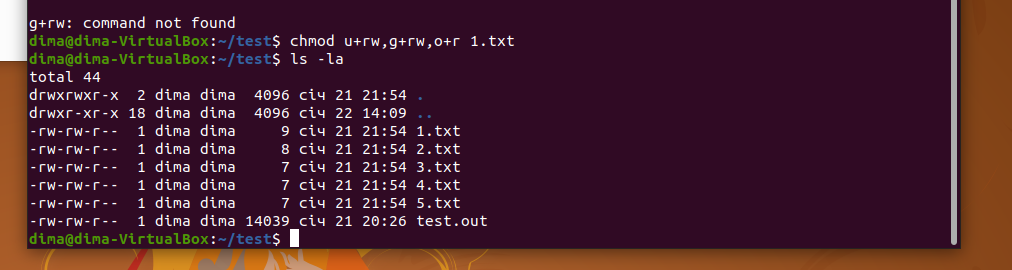 g+rw: command not found
dima@dima-VirtualBox:~/test$ chmod u+rw,g+rw,o+r 1.txt
dima@dima-VirtualBox:~/test$ ls -la
total 44
drwxrwxr-x  2 dima dima  4096 січ 21 21:54 .
drwxr-xr-x 18 dima dima  4096 січ 22 14:09 ..
-rw-rw-r--  1 dima dima     9 січ 21 21:54 1.txt
-rw-rw-r--  1 dima dima     8 січ 21 21:54 2.txt
-rw-rw-r--  1 dima dima     7 січ 21 21:54 3.txt
-rw-rw-r--  1 dima dima     7 січ 21 21:54 4.txt
-rw-rw-r--  1 dima dima     7 січ 21 21:54 5.txt
-rw-rw-r--  1 dima dima 14039 січ 21 20:26 test.out
dima@dima-VirtualBox:~/test$